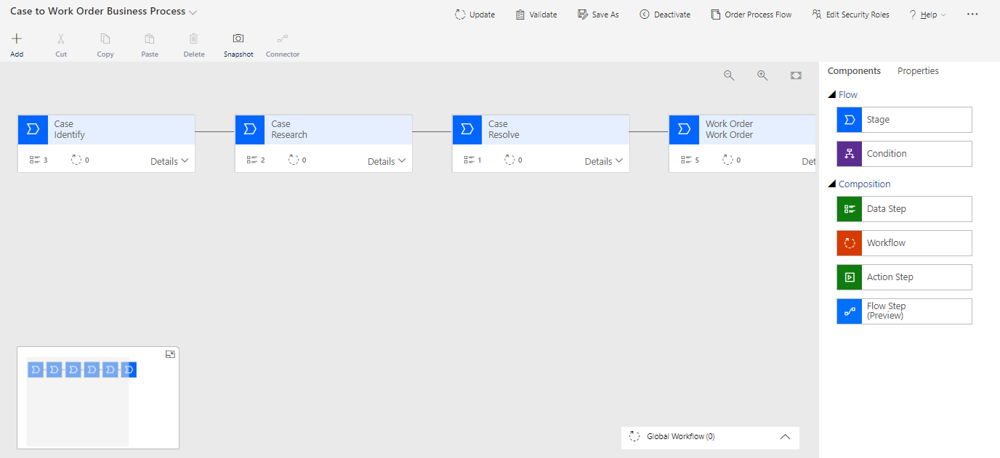 Case to Work Order Business Process
Update
Validate
Save As
Deactivate
Order Process Flow
Edit Security Roles
? Help
...
Add
Cut
Copy
Paste
Delete
Snapshot
Connector
Components
Properties
Case
Identify
3
0
Details
Case
Research
2
0
Details
Case
Resolve
1
0
Details
Work Order
Work Order
5
0
Det
Flow
Stage
Condition
Composition
Data Step
Workflow
Action Step
Flow Step
(Preview)
Global Workflow (0)